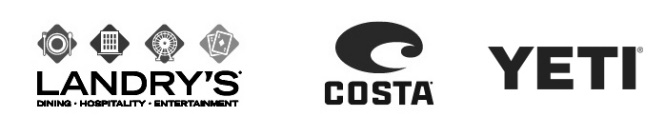 LANDRY'S
DINING • HOSPITALITY • ENTERTAINMENT
COSTA
YETI